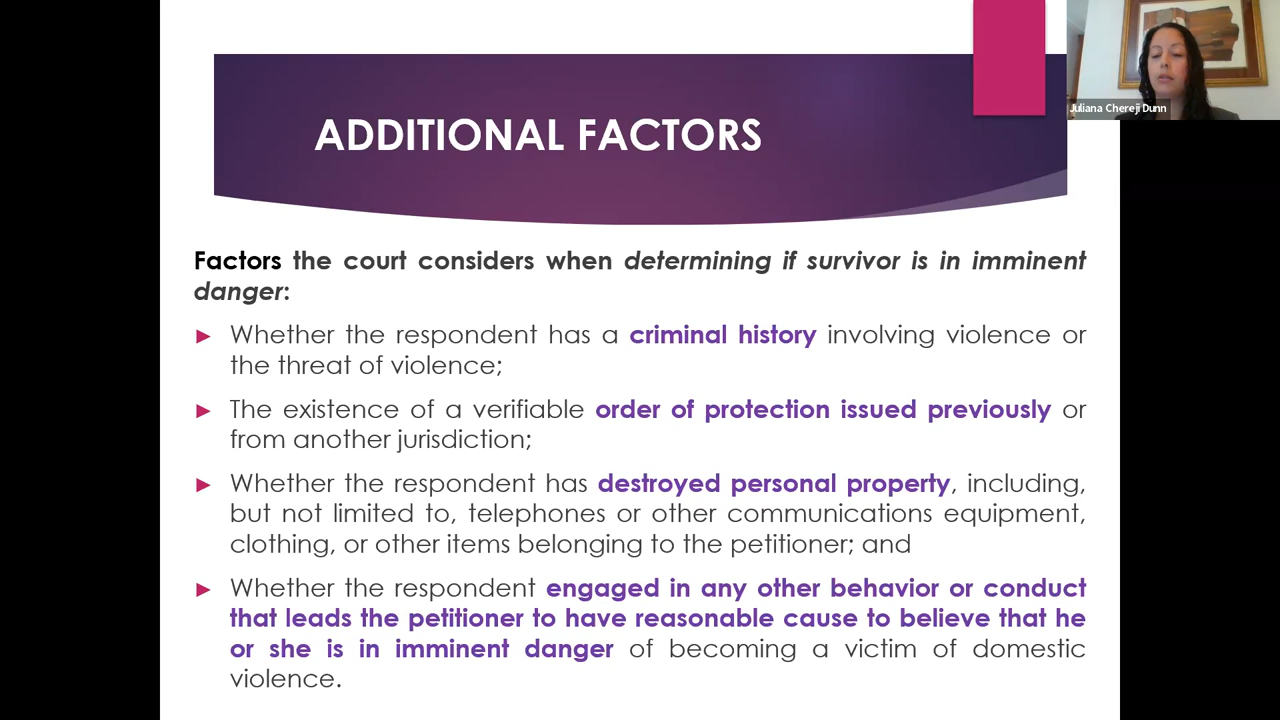 ADDITIONAL FACTORS
Juliana Chereji Dunn
Factors the court considers when determining if survivor is in imminent
danger:
► Whether the respondent has a criminal history involving violence or
the threat of violence;
► The existence of a verifiable order of protection issued previously or
from another jurisdiction;
► Whether the respondent has destroyed personal property, including,
but not limited to, telephones or other communications equipment,
clothing, or other items belonging to the petitioner; and
► Whether the respondent engaged in any other behavior or conduct
that leads the petitioner to have reasonable cause to believe that he
or she is in imminent danger of becoming a victim of domestic
violence.